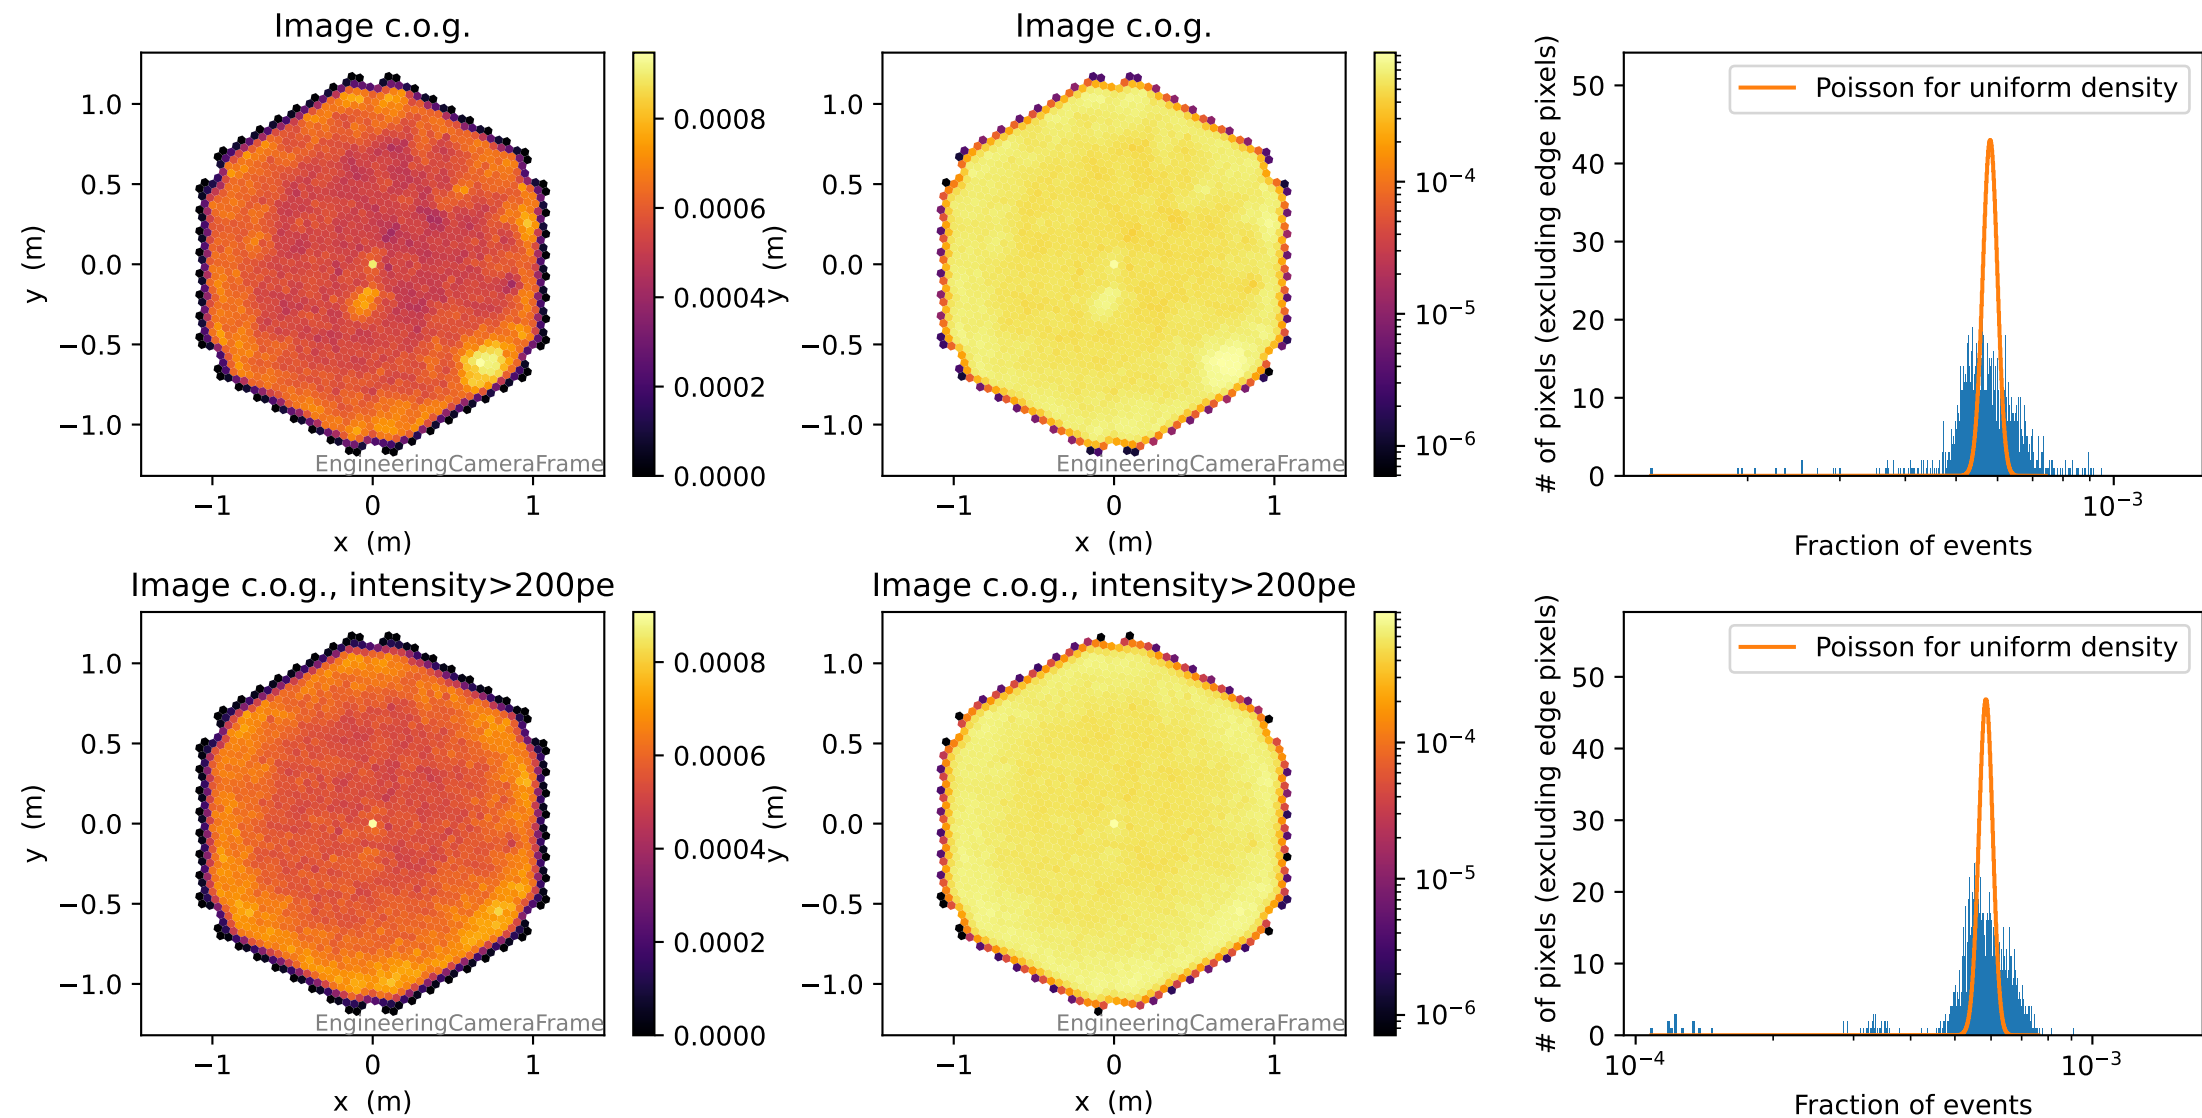 Image c.o.g.
y (m)
1.0
0.5
0.0
−0.5
−1.0
EngineeringCameraFrame
−1 0 1
x (m)
0.0008
0.0006
0.0004
0.0002
0.0000
Image c.o.g.
y (m)
1.0
0.5
0.0
−0.5
−1.0
EngineeringCameraFrame
−1 0 1
x (m)
10⁻⁴
10⁻⁵
10⁻⁶
# of pixels (excluding edge pixels)
50
40
30
20
10
0
Poisson for uniform density
10⁻³
Fraction of events
Image c.o.g., intensity>200pe
y (m)
1.0
0.5
0.0
−0.5
−1.0
EngineeringCameraFrame
−1 0 1
x (m)
0.0008
0.0006
0.0004
0.0002
0.0000
Image c.o.g., intensity>200pe
y (m)
1.0
0.5
0.0
−0.5
−1.0
EngineeringCameraFrame
−1 0 1
x (m)
10⁻⁴
10⁻⁵
10⁻⁶
# of pixels (excluding edge pixels)
50
40
30
20
10
0
Poisson for uniform density
10⁻⁴ 10⁻³
Fraction of events